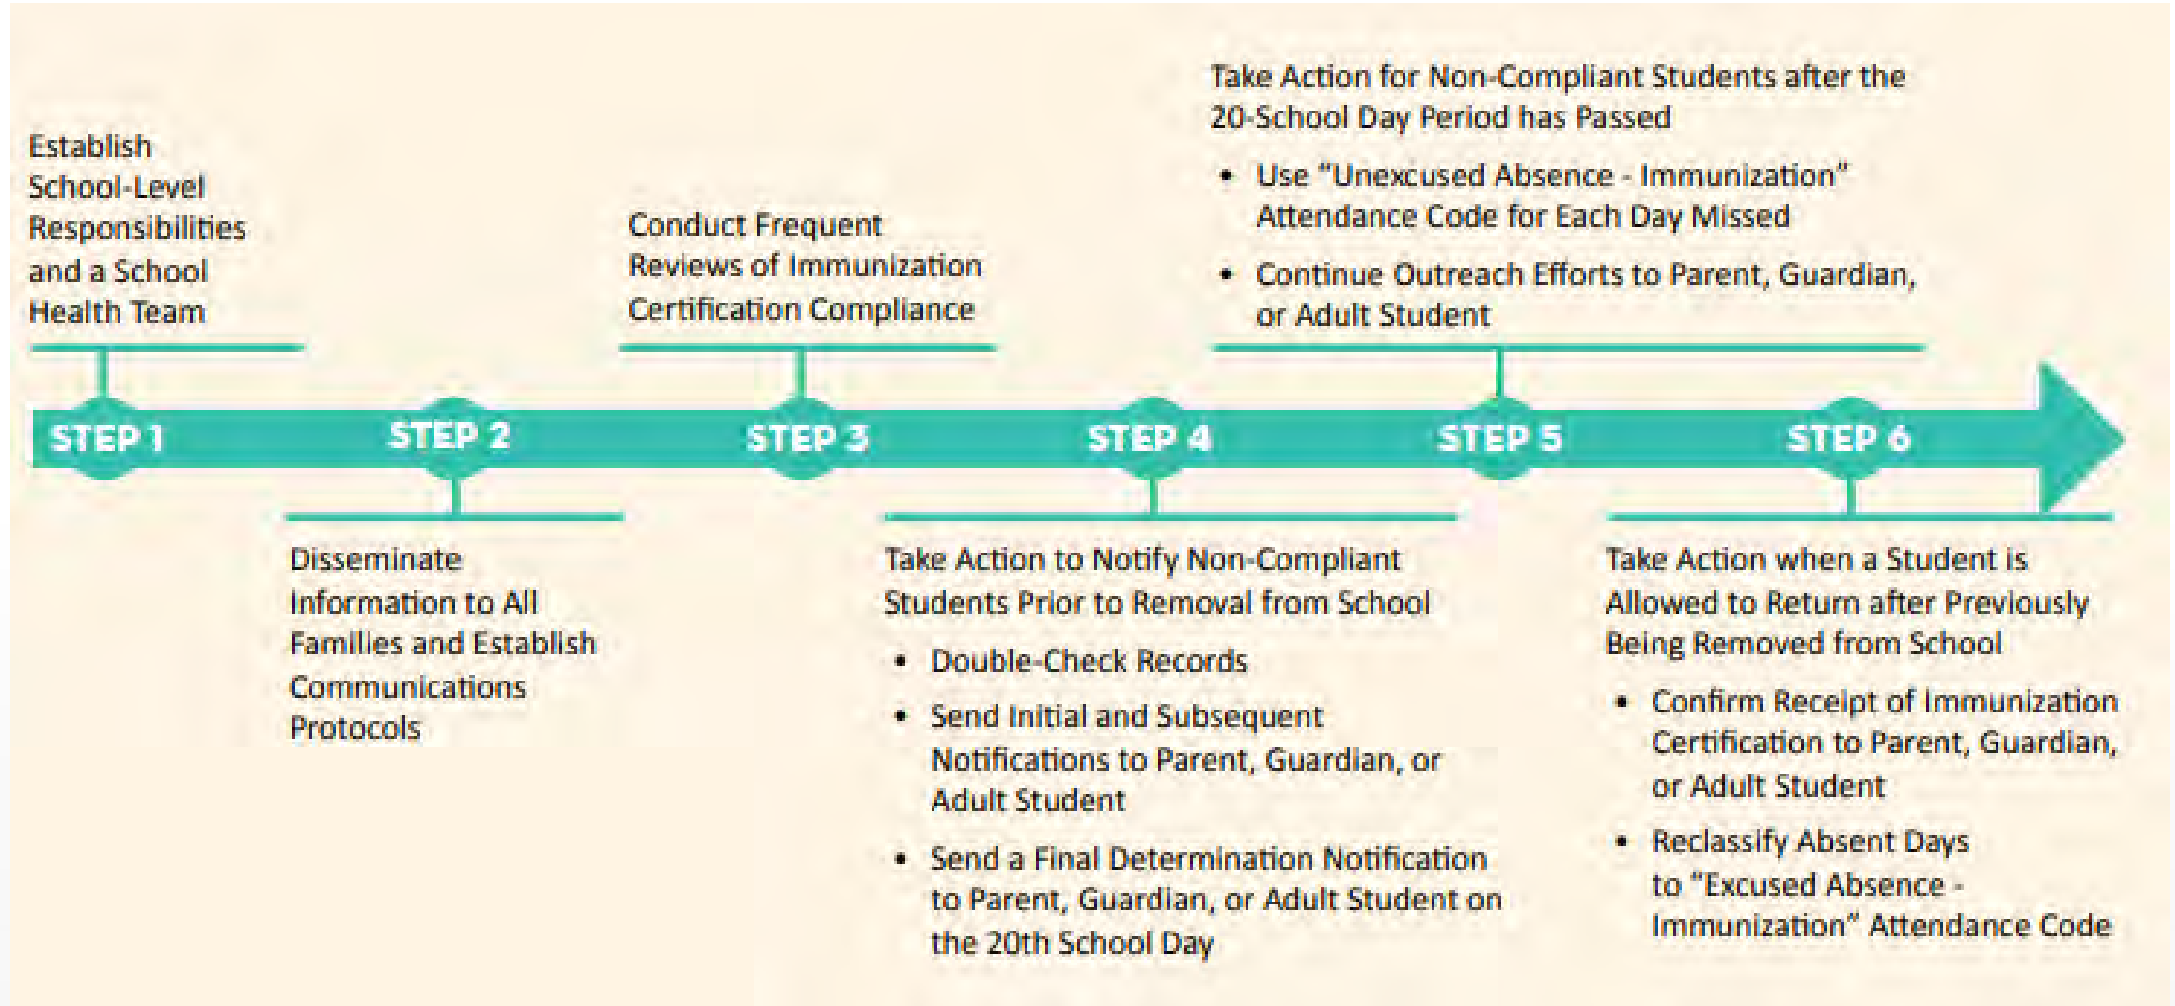 Establish
School-Level
Responsibilities
and a School
Health Team
STEP 1
STEP 2
Disseminate
Information to All
Families and Establish
Communications
Protocols
Conduct Frequent
Reviews of Immunization
Certification Compliance
STEP 3
STEP 4
Take Action to Notify Non-Compliant
Students Prior to Removal from School
• Double-Check Records
• Send Initial and Subsequent
Notifications to Parent, Guardian, or
Adult Student
• Send a Final Determination Notification
to Parent, Guardian, or Adult Student on
the 20th School Day
Take Action for Non-Compliant Students after the
20-School Day Period has Passed
• Use “Unexcused Absence - Immunization”
Attendance Code for Each Day Missed
• Continue Outreach Efforts to Parent, Guardian,
or Adult Student
STEP 5
STEP 6
Take Action when a Student is
Allowed to Return after Previously
Being Removed from School
• Confirm Receipt of Immunization
Certification to Parent, Guardian,
or Adult Student
• Reclassify Absent Days
to “Excused Absence -
Immunization” Attendance Code